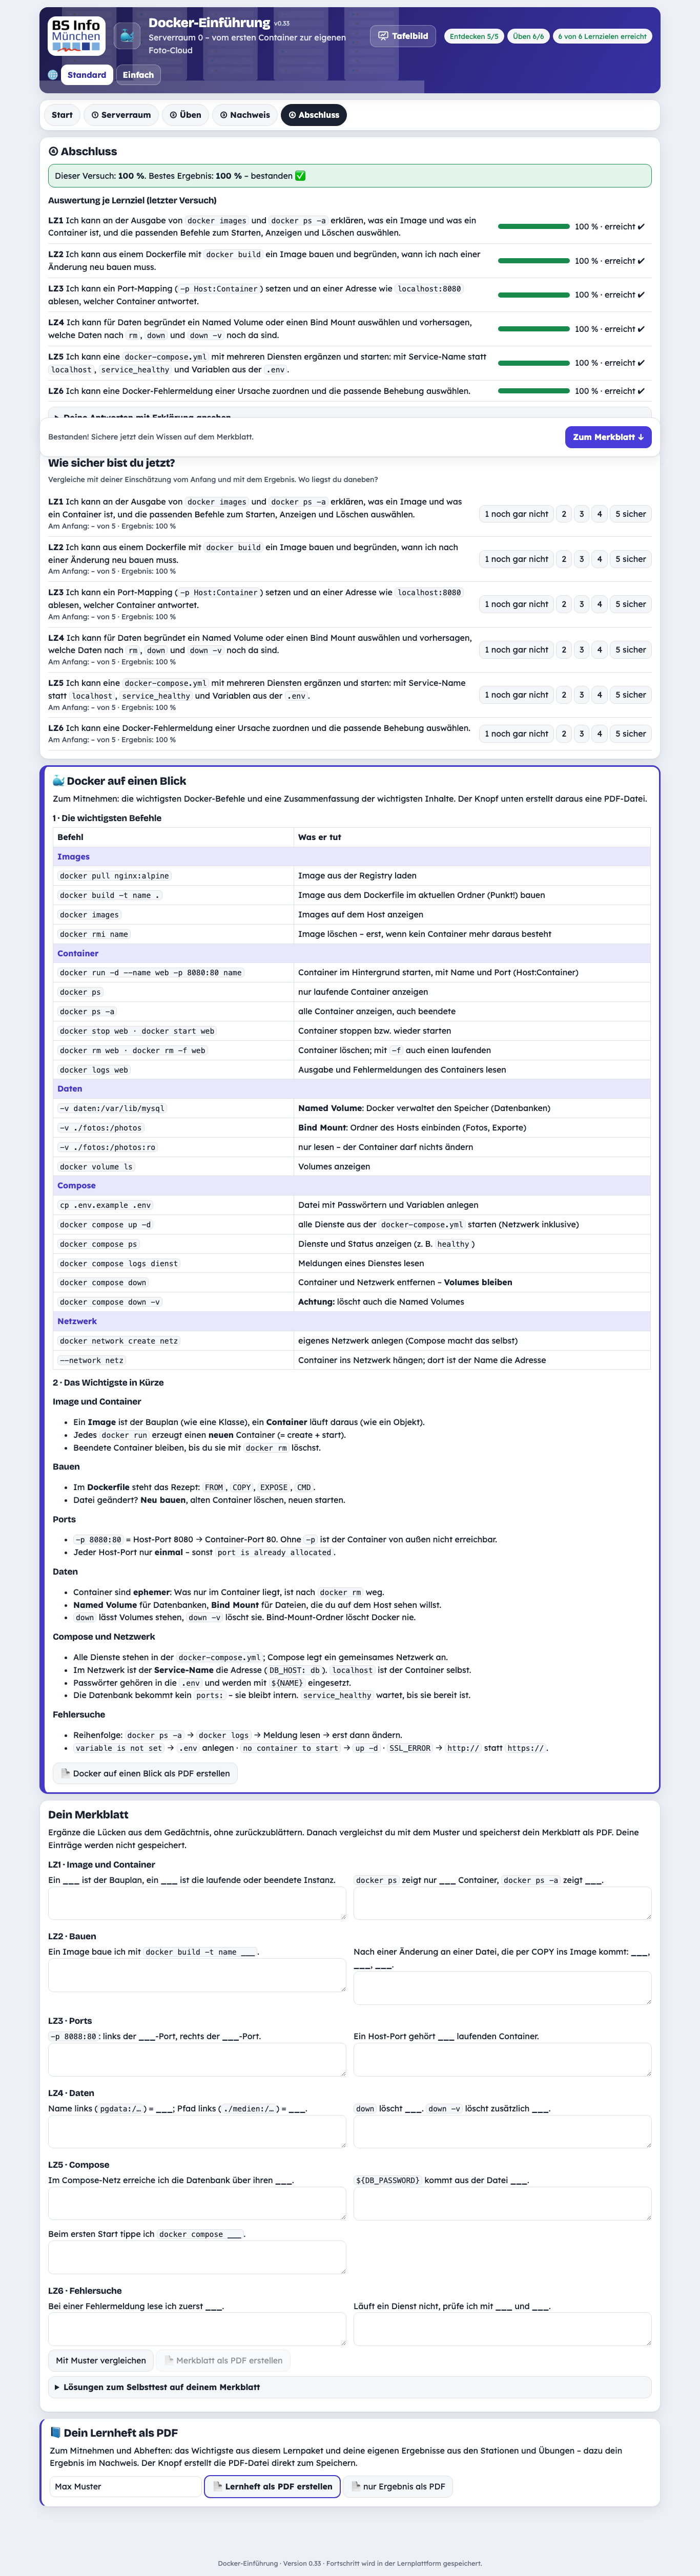 BS Info
München
Docker-Einführung v0.33
Serverraum 0 – vom ersten Container zur eigenen
Foto-Cloud
Tafelbild
Entdecken 5/5
Üben 6/6
6 von 6 Lernzielen erreicht
Standard
Einfach
Start
① Serverraum
② Üben
③ Nachweis
④ Abschluss
④ Abschluss
Dieser Versuch: 100 %. Bestes Ergebnis: 100 % – bestanden ✅
Auswertung je Lernziel (letzter Versuch)
LZ1 Ich kann an der Ausgabe von docker images und docker ps -a erklären, was ein Image und was ein
Container ist, und die passenden Befehle zum Starten, Anzeigen und Löschen auswählen.
100 % · erreicht ✔
LZ2 Ich kann aus einem Dockerfile mit docker build ein Image bauen und begründen, wann ich nach einer
Änderung neu bauen muss.
100 % · erreicht ✔
LZ3 Ich kann ein Port-Mapping ( -p Host:Container ) setzen und an einer Adresse wie localhost:8080
ablesen, welcher Container antwortet.
100 % · erreicht ✔
LZ4 Ich kann für Daten begründet ein Named Volume oder einen Bind Mount auswählen und vorhersagen,
welche Daten nach rm , down und down -v noch da sind.
100 % · erreicht ✔
LZ5 Ich kann eine docker-compose.yml mit mehreren Diensten ergänzen und starten: mit Service-Name statt
localhost , service_healthy und Variablen aus der .env .
100 % · erreicht ✔
LZ6 Ich kann eine Docker-Fehlermeldung einer Ursache zuordnen und die passende Behebung auswählen.
100 % · erreicht ✔
▸ Deine Antworten mit Erklärung ansehen
Bestanden! Sichere jetzt dein Wissen auf dem Merkblatt.
Zum Merkblatt ↓
Wie sicher bist du jetzt?
Vergleiche mit deiner Einschätzung vom Anfang und mit dem Ergebnis. Wo liegst du daneben?
LZ1 Ich kann an der Ausgabe von docker images und docker ps -a erklären, was ein Image und was
ein Container ist, und die passenden Befehle zum Starten, Anzeigen und Löschen auswählen.
Am Anfang: – von 5 · Ergebnis: 100 %
1 noch gar nicht 2 3 4 5 sicher
LZ2 Ich kann aus einem Dockerfile mit docker build ein Image bauen und begründen, wann ich nach
einer Änderung neu bauen muss.
Am Anfang: – von 5 · Ergebnis: 100 %
1 noch gar nicht 2 3 4 5 sicher
LZ3 Ich kann ein Port-Mapping ( -p Host:Container ) setzen und an einer Adresse wie localhost:8080
ablesen, welcher Container antwortet.
Am Anfang: – von 5 · Ergebnis: 100 %
1 noch gar nicht 2 3 4 5 sicher
LZ4 Ich kann für Daten begründet ein Named Volume oder einen Bind Mount auswählen und vorhersagen,
welche Daten nach rm , down und down -v noch da sind.
Am Anfang: – von 5 · Ergebnis: 100 %
1 noch gar nicht 2 3 4 5 sicher
LZ5 Ich kann eine docker-compose.yml mit mehreren Diensten ergänzen und starten: mit Service-Name
statt localhost , service_healthy und Variablen aus der .env .
Am Anfang: – von 5 · Ergebnis: 100 %
1 noch gar nicht 2 3 4 5 sicher
LZ6 Ich kann eine Docker-Fehlermeldung einer Ursache zuordnen und die passende Behebung auswählen.
Am Anfang: – von 5 · Ergebnis: 100 %
1 noch gar nicht 2 3 4 5 sicher
🐳 Docker auf einen Blick
Zum Mitnehmen: die wichtigsten Docker-Befehle und eine Zusammenfassung der wichtigsten Inhalte. Der Knopf unten erstellt daraus eine PDF-Datei.
1 · Die wichtigsten Befehle
Befehl Was er tut
Images
docker pull nginx:alpine Image aus der Registry laden
docker build -t name . Image aus dem Dockerfile im aktuellen Ordner (Punkt!) bauen
docker images Images auf dem Host anzeigen
docker rmi name Image löschen – erst, wenn kein Container mehr daraus besteht
Container
docker run -d --name web -p 8080:80 name Container im Hintergrund starten, mit Name und Port (Host:Container)
docker ps nur laufende Container anzeigen
docker ps -a alle Container anzeigen, auch beendete
docker stop web · docker start web Container stoppen bzw. wieder starten
docker rm web · docker rm -f web Container löschen; mit -f auch einen laufenden
docker logs web Ausgabe und Fehlermeldungen des Containers lesen
Daten
-v daten:/var/lib/mysql Named Volume: Docker verwaltet den Speicher (Datenbanken)
-v ./fotos:/photos Bind Mount: Ordner des Hosts einbinden (Fotos, Exporte)
-v ./fotos:/photos:ro nur lesen – der Container darf nichts ändern
docker volume ls Volumes anzeigen
Compose
cp .env.example .env Datei mit Passwörtern und Variablen anlegen
docker compose up -d alle Dienste aus der docker-compose.yml starten (Netzwerk inklusive)
docker compose ps Dienste und Status anzeigen (z. B. healthy )
docker compose logs dienst Meldungen eines Dienstes lesen
docker compose down Container und Netzwerk entfernen – Volumes bleiben
docker compose down -v Achtung: löscht auch die Named Volumes
Netzwerk
docker network create netz eigenes Netzwerk anlegen (Compose macht das selbst)
--network netz Container ins Netzwerk hängen; dort ist der Name die Adresse
2 · Das Wichtigste in Kürze
Image und Container
• Ein Image ist der Bauplan (wie eine Klasse), ein Container läuft daraus (wie ein Objekt).
• Jedes docker run erzeugt einen neuen Container (= create + start).
• Beendete Container bleiben, bis du sie mit docker rm löschst.
Bauen
• Im Dockerfile steht das Rezept: FROM , COPY , EXPOSE , CMD .
• Datei geändert? Neu bauen, alten Container löschen, neuen starten.
Ports
• -p 8080:80 = Host-Port 8080 → Container-Port 80. Ohne -p ist der Container von außen nicht erreichbar.
• Jeder Host-Port nur einmal – sonst port is already allocated .
Daten
• Container sind ephemer: Was nur im Container liegt, ist nach docker rm weg.
• Named Volume für Datenbanken, Bind Mount für Dateien, die du auf dem Host sehen willst.
• down lässt Volumes stehen, down -v löscht sie. Bind-Mount-Ordner löscht Docker nie.
Compose und Netzwerk
• Alle Dienste stehen in der docker-compose.yml ; Compose legt ein gemeinsames Netzwerk an.
• Im Netzwerk ist der Service-Name die Adresse ( DB_HOST: db ). localhost ist der Container selbst.
• Passwörter gehören in die .env und werden mit ${NAME} eingesetzt.
• Die Datenbank bekommt kein ports: – sie bleibt intern. service_healthy wartet, bis sie bereit ist.
Fehlersuche
• Reihenfolge: docker ps -a → docker logs → Meldung lesen → erst dann ändern.
• variable is not set → .env anlegen · no container to start → up -d · SSL_ERROR → http:// statt https:// .
Docker auf einen Blick als PDF erstellen
Dein Merkblatt
Ergänze die Lücken aus dem Gedächtnis, ohne zurückzublättern. Danach vergleichst du mit dem Muster und speicherst dein Merkblatt als PDF. Deine
Einträge werden nicht gespeichert.
LZ1 · Image und Container
Ein ___ ist der Bauplan, ein ___ ist die laufende oder beendete Instanz.
docker ps zeigt nur ___ Container, docker ps -a zeigt ___.
LZ2 · Bauen
Ein Image baue ich mit docker build -t name ___ .
Nach einer Änderung an einer Datei, die per COPY ins Image kommt: ___,
___, ___.
LZ3 · Ports
-p 8088:80 : links der ___-Port, rechts der ___-Port.
Ein Host-Port gehört ___ laufenden Container.
LZ4 · Daten
Name links ( pgdata:/… ) = ___; Pfad links ( ./medien:/… ) = ___.
down löscht ___. down -v löscht zusätzlich ___.
LZ5 · Compose
Im Compose-Netz erreiche ich die Datenbank über ihren ___.
${DB_PASSWORD} kommt aus der Datei ___.
Beim ersten Start tippe ich docker compose ___ .
LZ6 · Fehlersuche
Bei einer Fehlermeldung lese ich zuerst ___.
Läuft ein Dienst nicht, prüfe ich mit ___ und ___.
Mit Muster vergleichen
Merkblatt als PDF erstellen
▸ Lösungen zum Selbsttest auf deinem Merkblatt
📘 Dein Lernheft als PDF
Zum Mitnehmen und Abheften: das Wichtigste aus diesem Lernpaket und deine eigenen Ergebnisse aus den Stationen und Übungen – dazu dein
Ergebnis im Nachweis. Der Knopf erstellt die PDF-Datei direkt zum Speichern.
Max Muster
Lernheft als PDF erstellen
nur Ergebnis als PDF
Docker-Einführung · Version 0.33 · Fortschritt wird in der Lernplattform gespeichert.